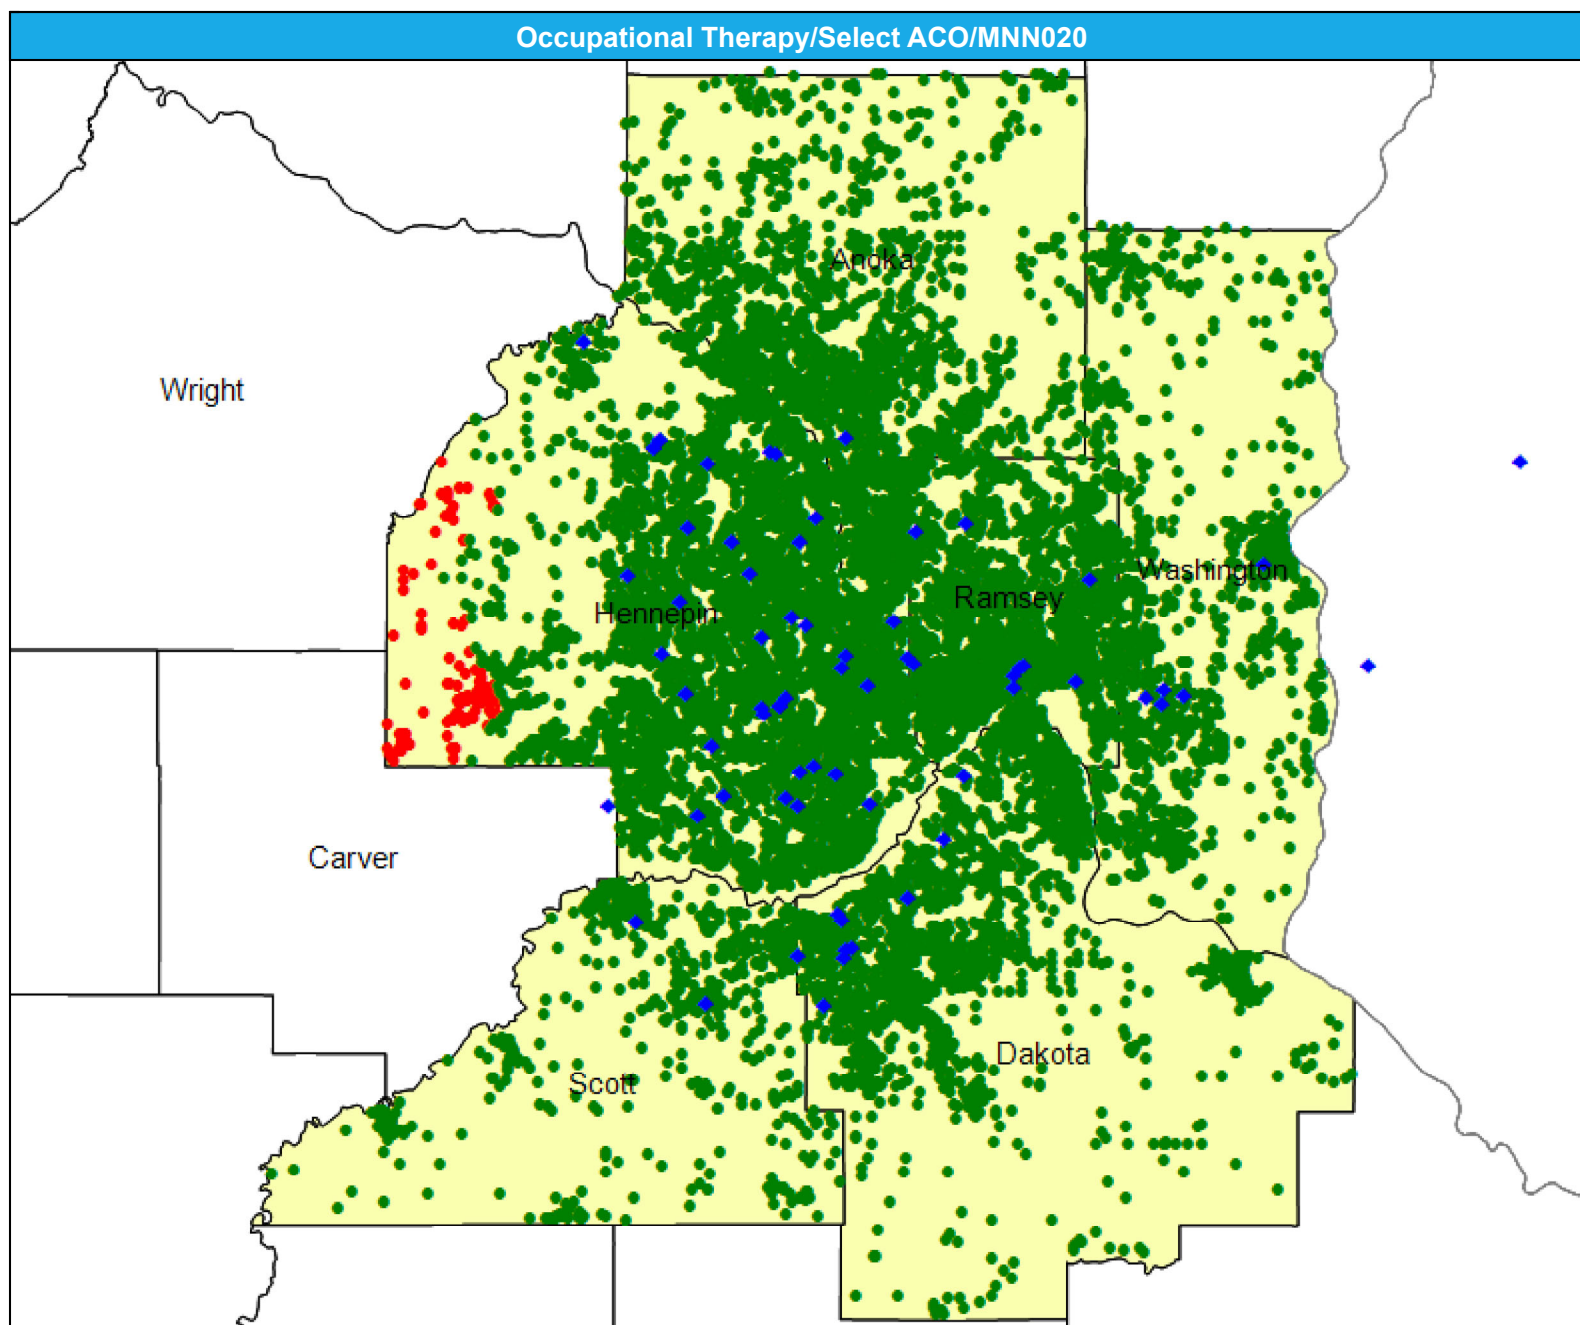 Occupational Therapy/Select ACO/MNN020
Anoka
Wright
Washington
Ramsey
Hennepin
Carver
Dakota
Scott